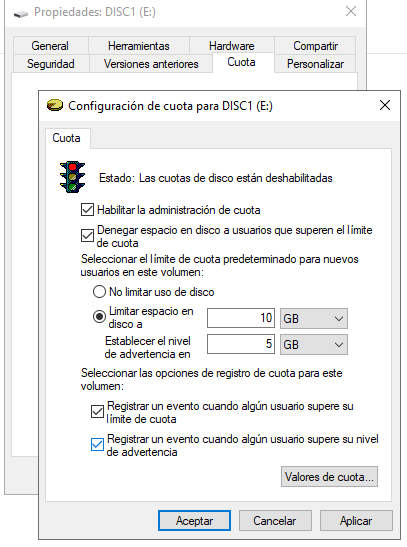 Propiedades: DISC1 (E:)
General
Herramientas
Hardware
Compartir
Seguridad
Versiones anteriores
Cuota
Personalizar
Configuración de cuota para DISC1 (E:)
Cuota
Estado: Las cuotas de disco están deshabilitadas
Habilitar la administración de cuota
Denegar espacio en disco a usuarios que superen el límite
de cuota
Seleccionar el límite de cuota predeterminado para nuevos
usuarios en este volumen:
No limitar uso de disco
Limitar espacio en
disco a
10
GB
Establecer el nivel
de advertencia en
5
GB
Seleccionar las opciones de registro de cuota para este
volumen:
Registrar un evento cuando algún usuario supere su
límite de cuota
Registrar un evento cuando algún usuario supere su nivel
de advertencia
Valores de cuota...
Aceptar
Cancelar
Aplicar